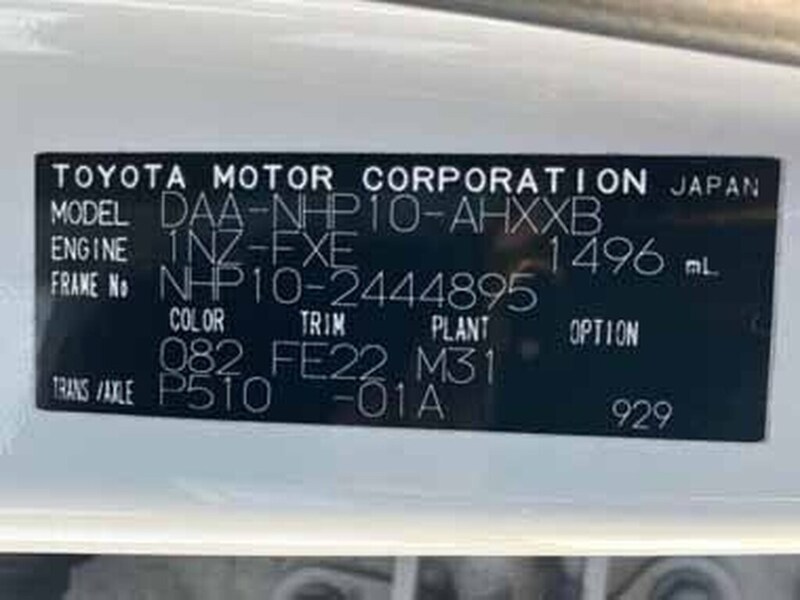 TOYOTA MOTOR CORPORATION JAPAN
MODEL DAA-NHP10-AHXXB
ENGINE 1NZ-FXE 1496 mL
FRAME No NHP10-2444895
COLOR TRIM PLANT OPTION
082 FE22 M31
TRANS/AXLE P510 -01A 929